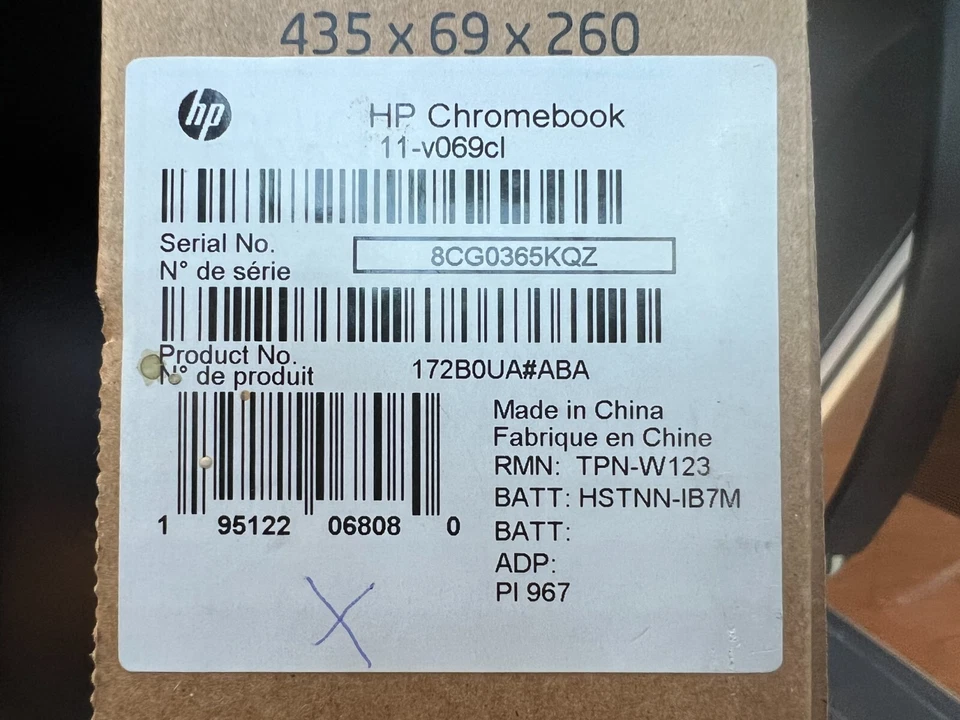 435 x 69 x 260
hp
HP Chromebook
11-v069cl
Serial No.
N° de série
8CG0365KQZ
Product No.
N° de produit
172B0UA#ABA
1 95122 06808 0
Made in China
Fabrique en Chine
RMN: TPN-W123
BATT: HSTNN-IB7M
BATT:
ADP:
PI 967
X